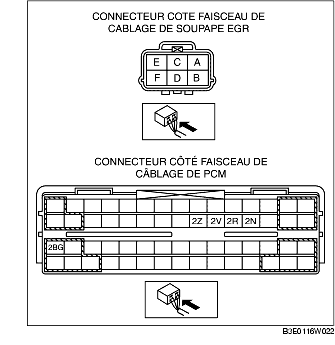 CONNECTEUR COTE FAISCEAU DE
CABLAGE DE SOUPAPE EGR
E C A
F D B
CONNECTEUR CÔTÉ FAISCEAU DE
CÂBLAGE DE PCM
2Z 2V 2R 2N
2BG
B3E0116W022